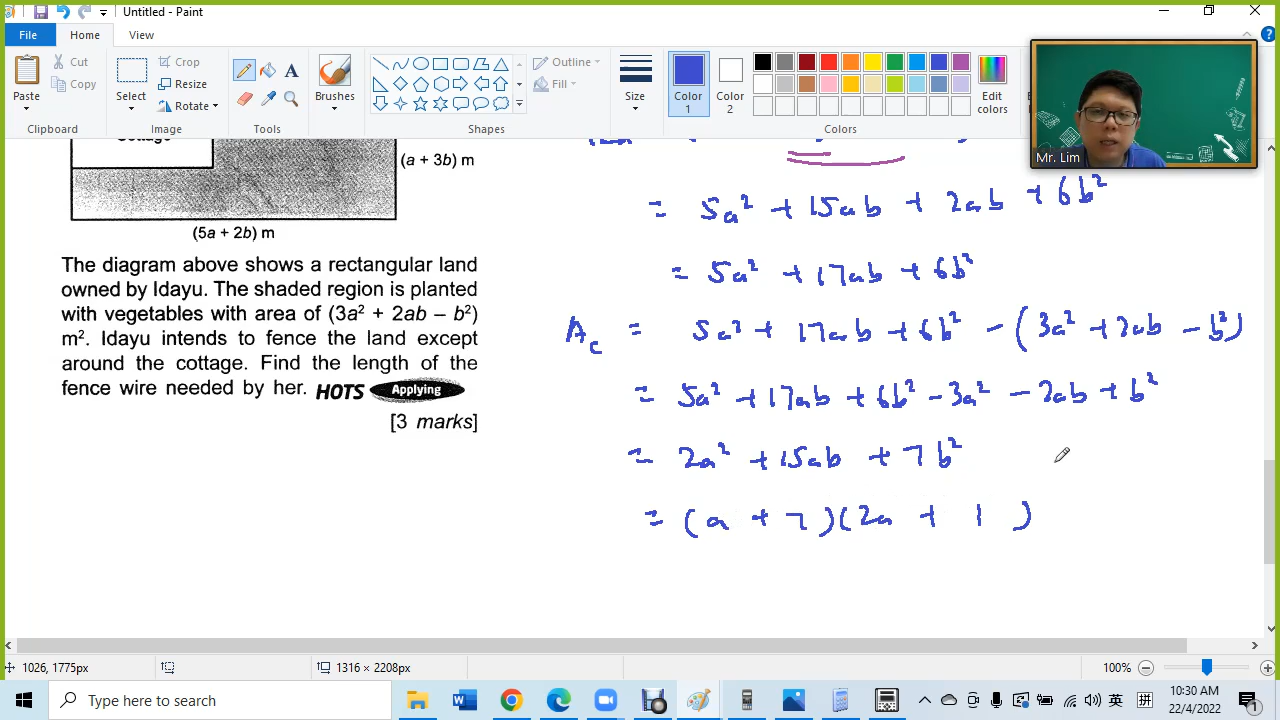 Untitled - Paint
File
Home
View
Paste
Cut
Copy
Clipboard
Select
Crop
Resize
Rotate
Image
A
Tools
Brushes
Shapes
Outline
Fill
Size
Color 1
Color 2
Colors
Edit colors
Mr. Lim
(a + 3b) m
(5a + 2b) m
The diagram above shows a rectangular land
owned by Idayu. The shaded region is planted
with vegetables with area of (3a² + 2ab – b²)
m². Idayu intends to fence the land except
around the cottage. Find the length of the
fence wire needed by her. HOTS Applying
[3 marks]
= 5a² + 15ab + 2ab + 6b²
= 5a² + 17ab + 6b²
A_c = 5a² + 17ab + 6b² - (3a² + 2ab - b²)
= 5a² + 17ab + 6b² - 3a² - 2ab + b²
= 2a² + 15ab + 7b²
= (a + 7)(2a + 1 )
1026, 1775px
1316 × 2208px
100%
Type here to search
英
拼
10:30 AM
22/4/2022
1